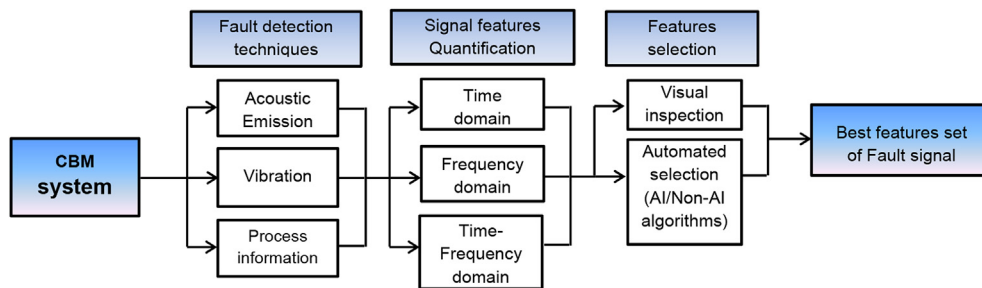 Fault detection
techniques
Signal features
Quantification
Features
selection
CBM
system
Acoustic
Emission
Vibration
Process
information
Time
domain
Frequency
domain
Time-
Frequency
domain
Visual
inspection
Automated
selection
(AI/Non-AI
algorithms)
Best features set
of Fault signal